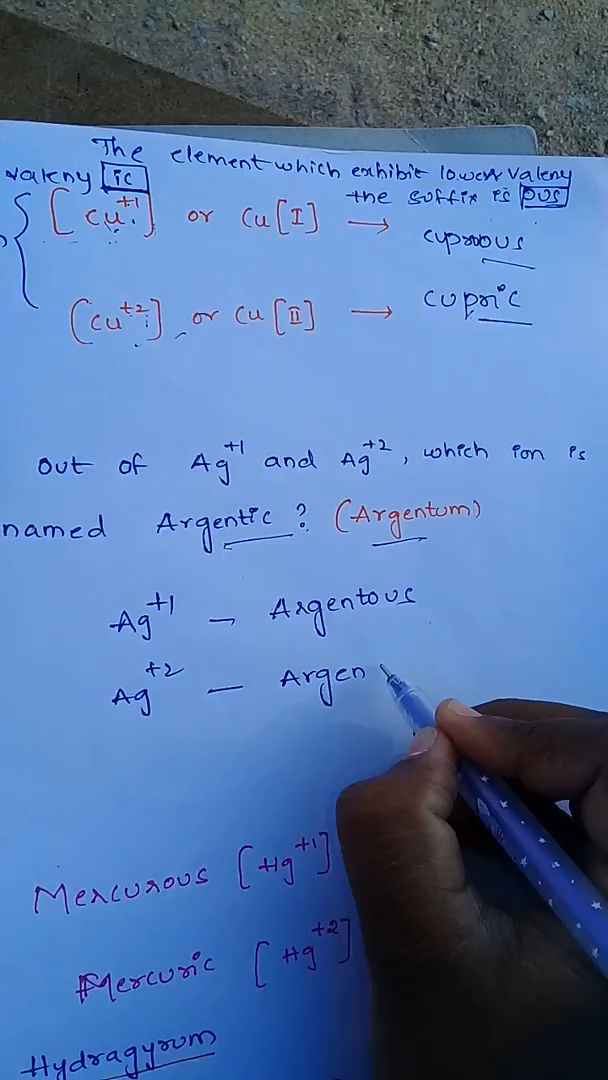 The element which exhibit lower Valeny
valeny ic the suffix is ous
[Cu+1] or Cu[I] → cuprous
[Cu+2] or Cu[II] → cupric
out of Ag+1 and Ag+2, which ion is
named Argentic? (Argentum)
Ag+1 - Argentous
Ag+2 - Argen
Mercurous [Hg+1]
Mercuric [Hg+2]
Hydragyrum